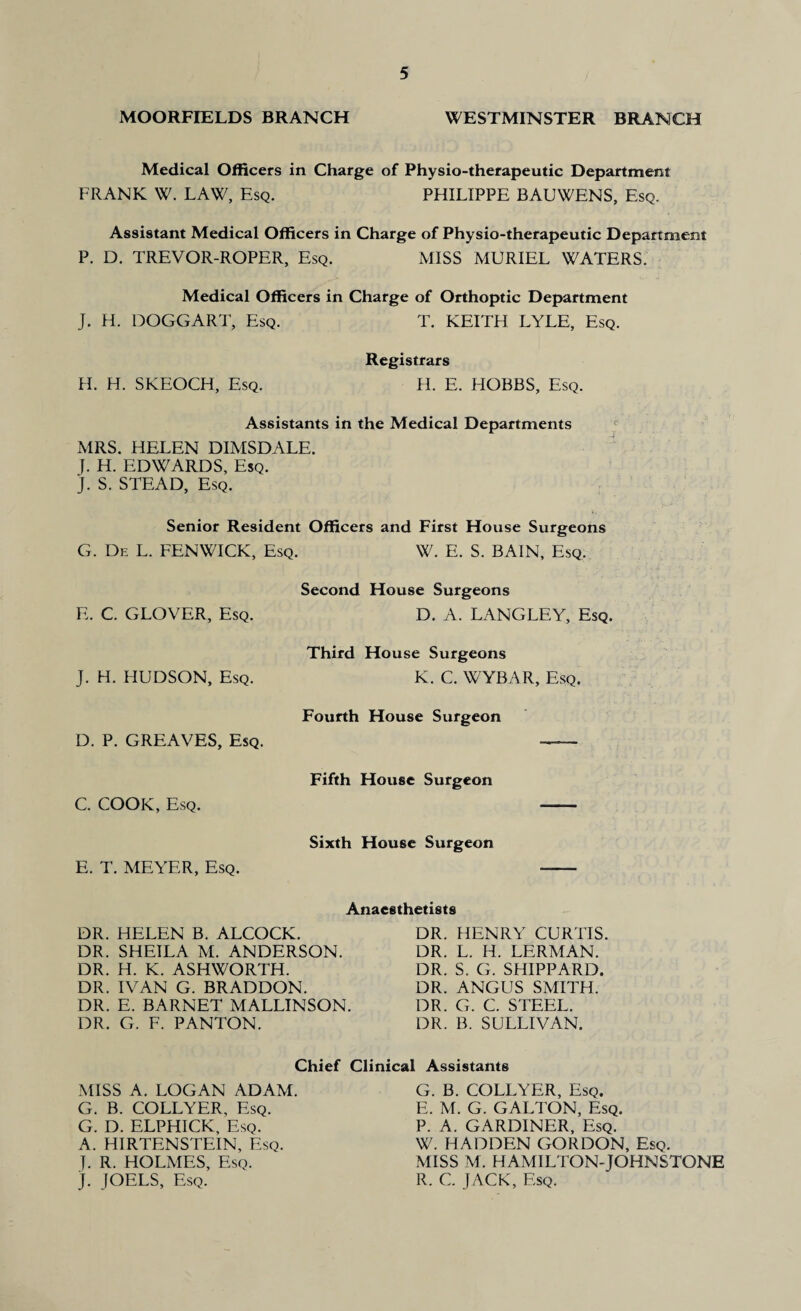 5
MOORFIELDS BRANCH WESTMINSTER BRANCH
Medical Officers in Charge of Physio-therapeutic Department
FRANK W. LAW, Esq. PHILIPPE BAUWENS, Esq.
Assistant Medical Officers in Charge of Physio-therapeutic Department
P. D. TREVOR-ROPER, Esq. MISS MURIEL WATERS.
Medical Officers in Charge of Orthoptic Department
J. H. DOGGART, Esq. T. KEITH LYLE, Esq.
Registrars
H. H. SKEOCH, Esq. H. E. HOBBS, Esq.
Assistants in the Medical Departments
MRS. HELEN DIMSDALE.
J. H. EDWARDS, Esq.
J. S. STEAD, Esq.
Senior Resident Officers and First House Surgeons
G. De L. FENWICK, Esq. W. E. S. BAIN, Esq.
Second House Surgeons
E. C. GLOVER, Esq. D. A. LANGLEY, Esq.
Third House Surgeons
J. H. HUDSON, Esq. K. C. WYBAR, Esq.
Fourth House Surgeon
D. P. GREAVES, Esq. —
Fifth House Surgeon
C. COOK, Esq. —
Sixth House Surgeon
E. T. MEYER, Esq. —
Anaesthetists
DR. HELEN B. ALCOCK. DR. HENRY CURTIS.
DR. SHEILA M. ANDERSON. DR. L. H. LERMAN.
DR. H. K. ASHWORTH. DR. S. G. SHIPPARD.
DR. IVAN G. BRADDON. DR. ANGUS SMITH.
DR. E. BARNET MALLINSON. DR. G. C. STEEL.
DR. G. F. PANTON. DR. B. SULLIVAN.
Chief Clinical Assistants
MISS A. LOGAN ADAM. G. B. COLLYER, Esq.
G. B. COLLYER, Esq. E. M. G. GALTON, Esq.
G. D. ELPHICK, Esq. P. A. GARDINER, Esq.
A. HIRTENSTEIN, Esq. W. HADDEN GORDON, Esq.
J. R. HOLMES, Esq. MISS M. HAMILTON-JOHNSTONE
J. JOELS, Esq. R. C. JACK, Esq.